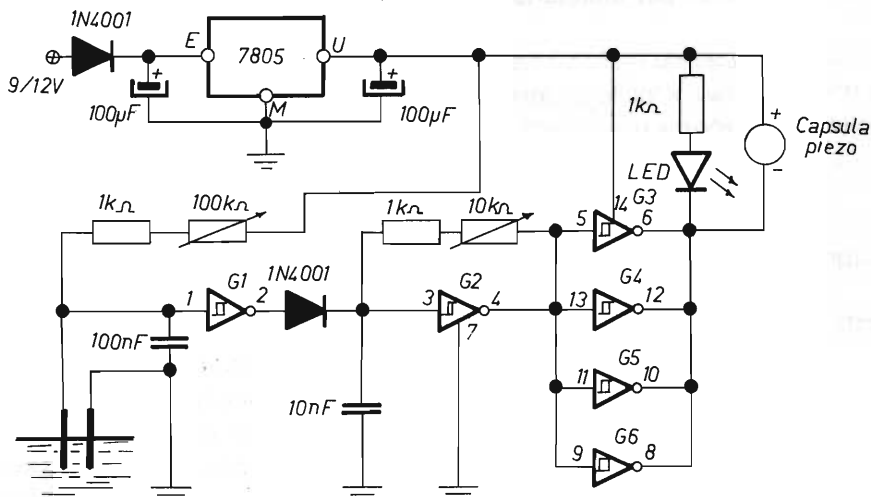 1N4001
E
7805
U
9/12V
+
100µF
M
+
100µF
1kΩ
+
Capsula
piezo
-
LED
1kΩ
100kΩ
1kΩ
10kΩ
14
G3
5
6
G1
1N4001
G2
G4
1
2
3
4
13
12
7
100nF
G5
11
10
10nF
G6
9
8